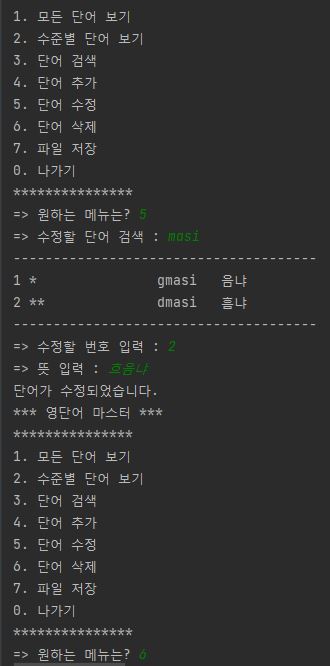 1. 모든 단어 보기
2. 수준별 단어 보기
3. 단어 검색
4. 단어 추가
5. 단어 수정
6. 단어 삭제
7. 파일 저장
0. 나가기
***************
=> 원하는 메뉴는? 5
=> 수정할 단어 검색 : masi
--------------------------------------
1 * gmasi 음냐
2 ** dmasi 흠냐
--------------------------------------
=> 수정할 번호 입력 : 2
=> 뜻 입력 : 흐음냐
단어가 수정되었습니다.
*** 영단어 마스터 ***
***************
1. 모든 단어 보기
2. 수준별 단어 보기
3. 단어 검색
4. 단어 추가
5. 단어 수정
6. 단어 삭제
7. 파일 저장
0. 나가기
***************
=> 원하는 메뉴는? 6